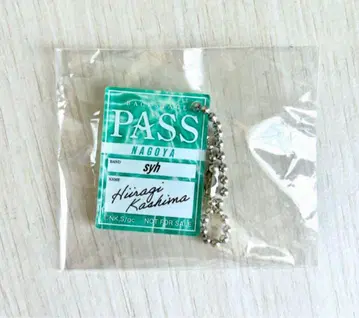 PASS
NAGOYA
syh
Hiiragi
Kashima
NOT FOR SALE